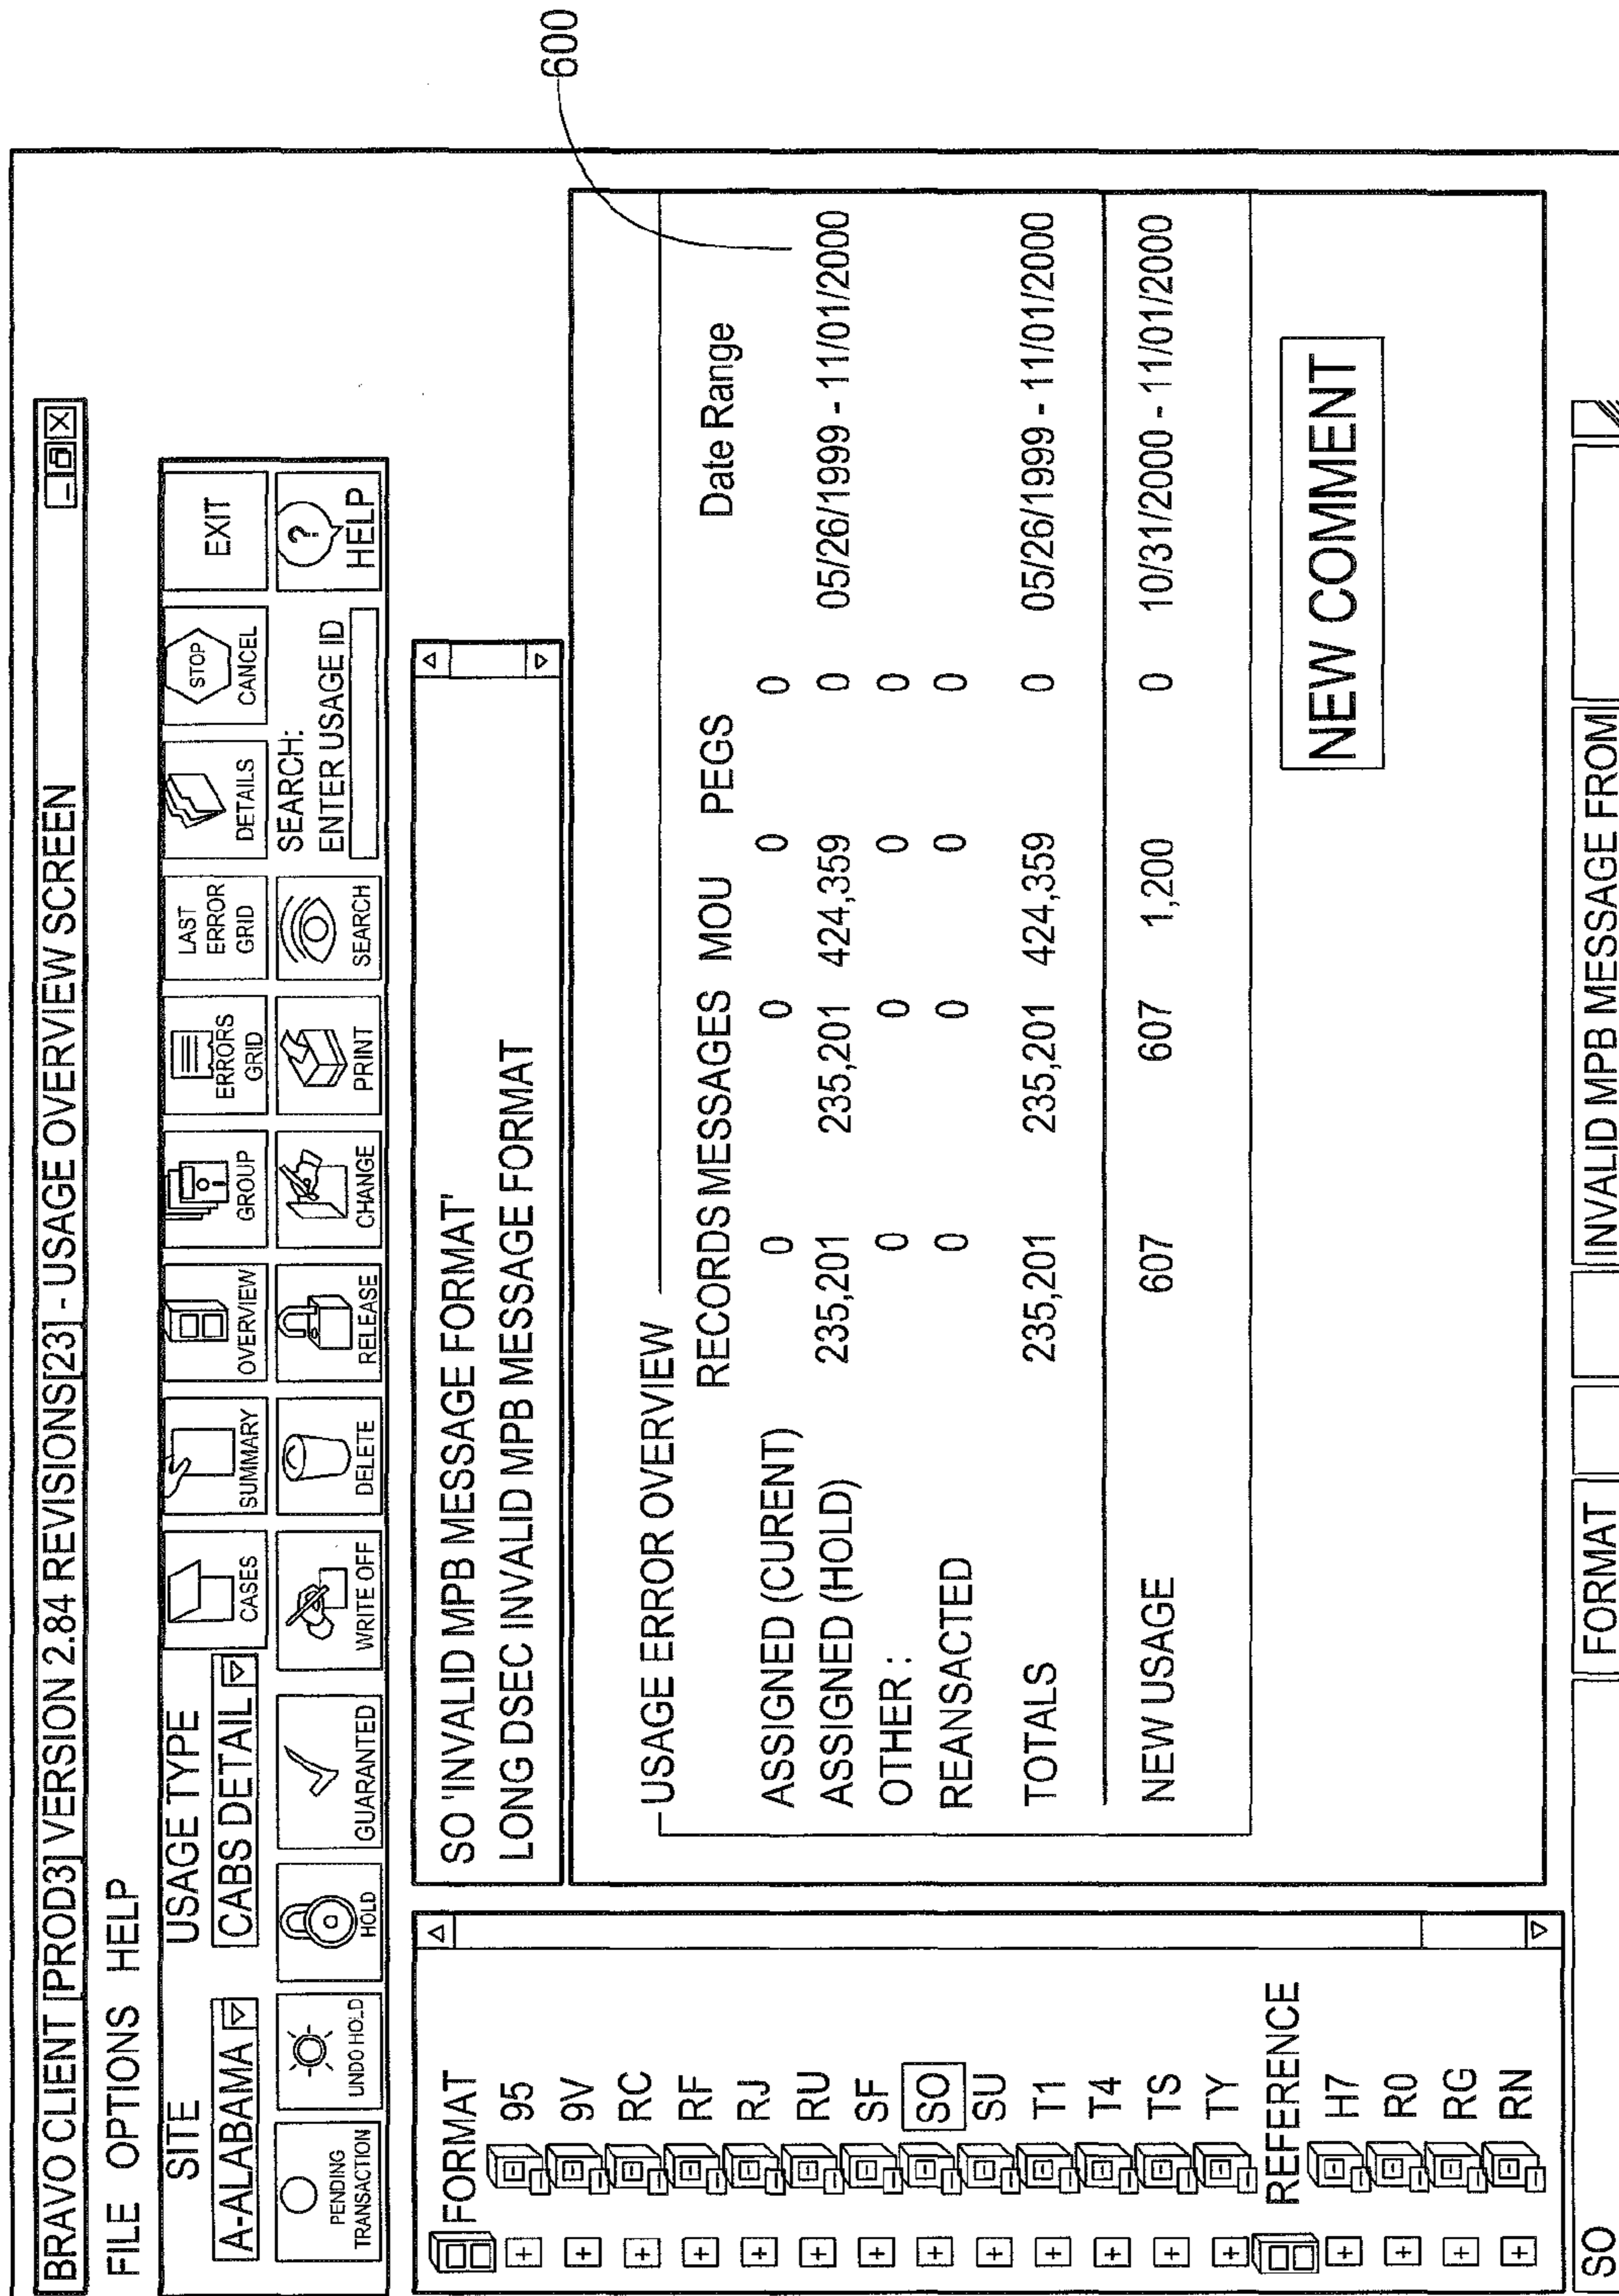 BRAVO CLIENT [PROD3] VERSION 2.84 REVISIONS[23] - USAGE OVERVIEW SCREEN
FILE OPTIONS HELP
SITE USAGE TYPE
A-ALABAMA CABS DETAIL
CASES SUMMARY OVERVIEW GROUP ERRORS GRID LAST ERROR GRID DETAILS STOP CANCEL EXIT
PENDING TRANSACTION UNDO HOLD HOLD GUARANTED WRITE OFF DELETE RELEASE CHANGE PRINT SEARCH
SEARCH:
ENTER USAGE ID
? HELP
FORMAT
95
9V
RC
RF
RJ
RU
SF
SO
SU
T1
T4
TS
TY
REFERENCE
H7
R0
RG
RN
SO 'INVALID MPB MESSAGE FORMAT'
LONG DSEC INVALID MPB MESSAGE FORMAT
600
USAGE ERROR OVERVIEW
RECORDS MESSAGES MOU PEGS Date Range
ASSIGNED (CURENT) 0 0 0 0
ASSIGNED (HOLD) 235,201 235,201 424,359 0 05/26/1999 - 11/01/2000
OTHER : 0 0 0 0
REANSACTED 0 0 0 0
TOTALS 235,201 235,201 424,359 0 05/26/1999 - 11/01/2000
NEW USAGE 607 607 1,200 0 10/31/2000 - 11/01/2000
NEW COMMENT
SO FORMAT INVALID MPB MESSAGE FROM